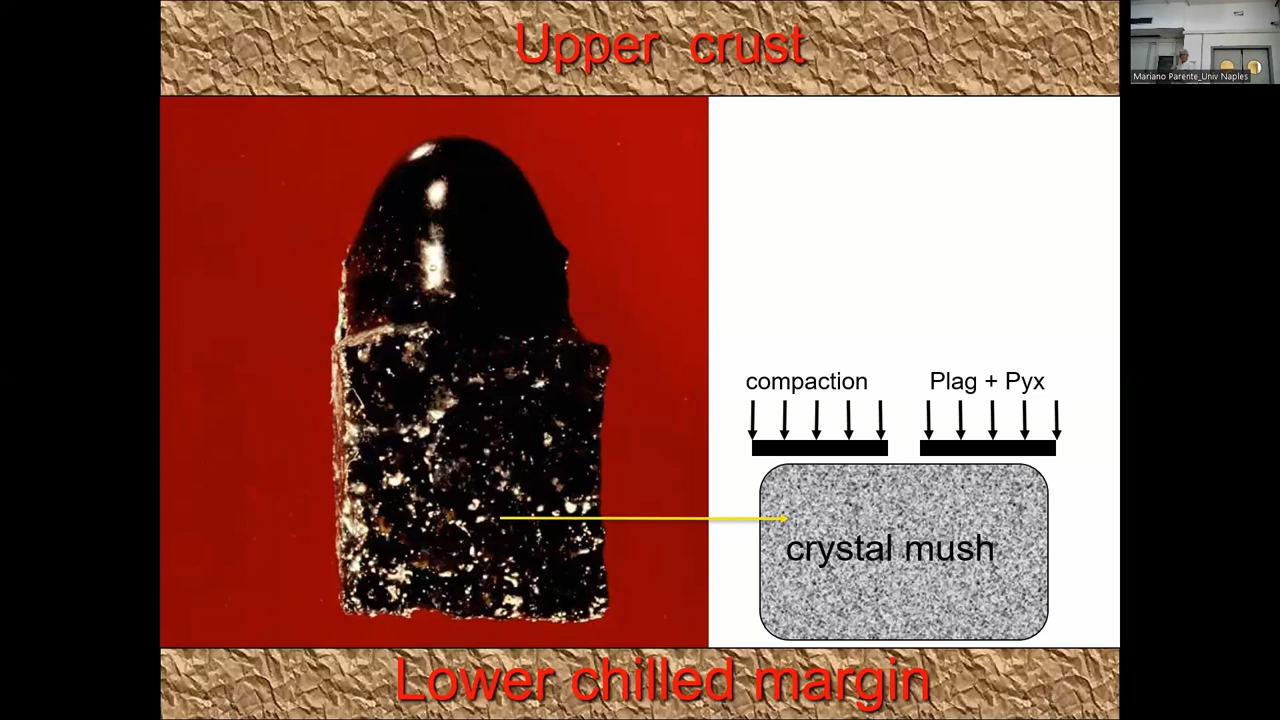 Upper crust
Mariano Parente_Univ Naples
compaction
Plag + Pyx
crystal mush
Lower chilled margin